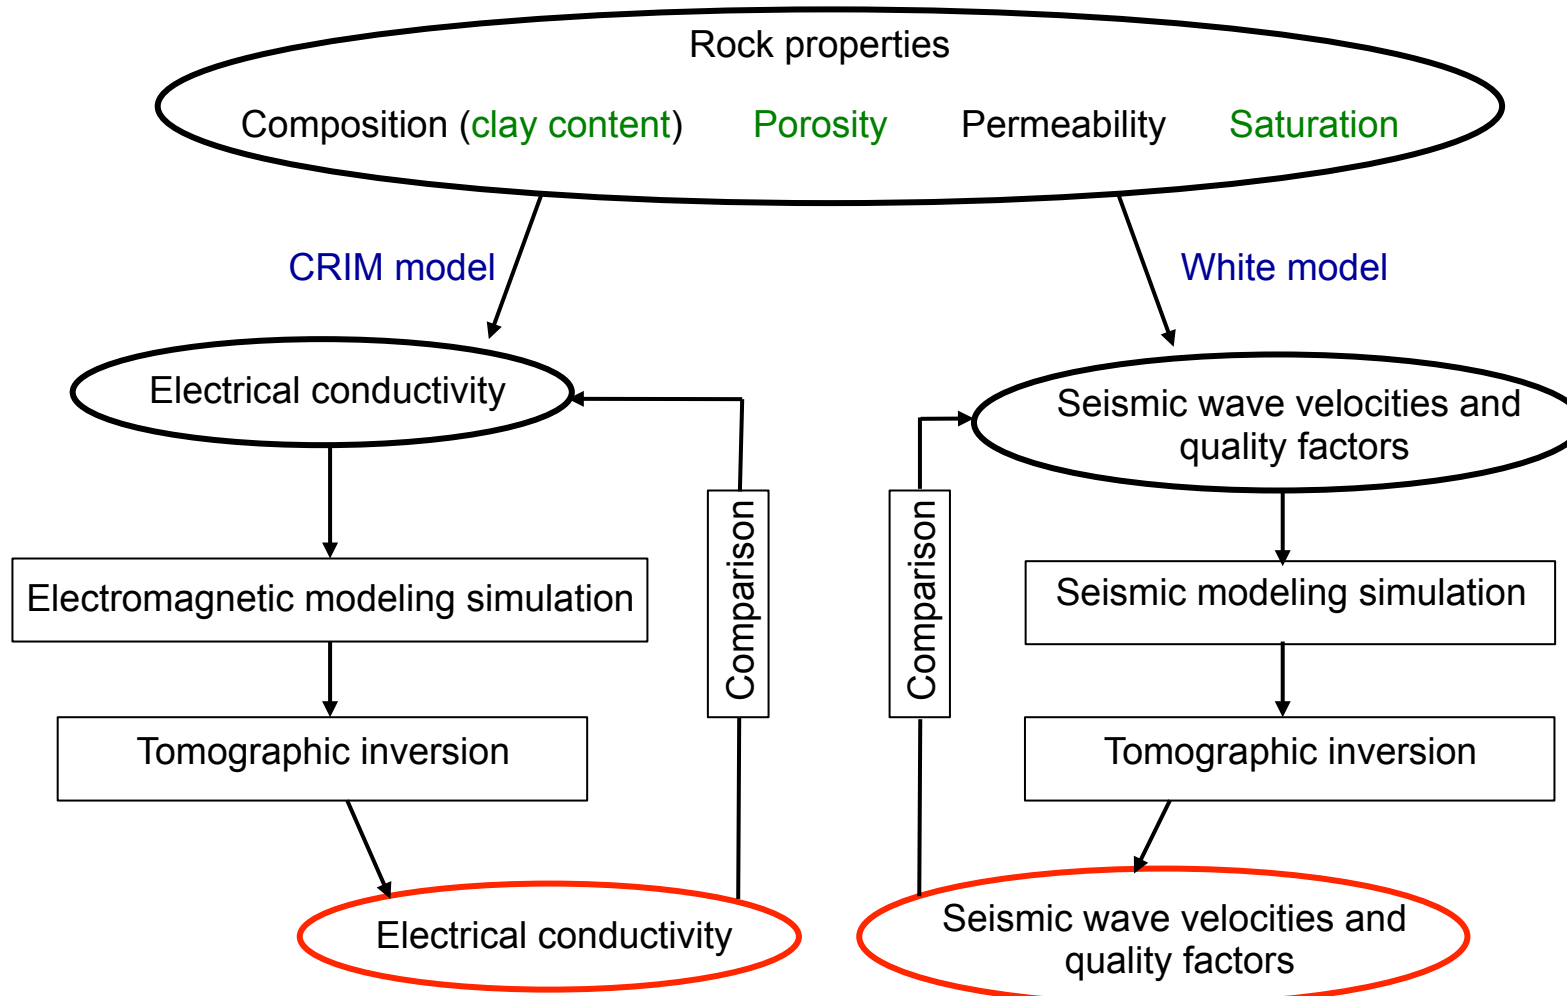 Rock properties
Composition (clay content) Porosity Permeability Saturation
CRIM model
White model
Electrical conductivity
Seismic wave velocities and
quality factors
Comparison
Comparison
Electromagnetic modeling simulation
Seismic modeling simulation
Tomographic inversion
Tomographic inversion
Electrical conductivity
Seismic wave velocities and
quality factors